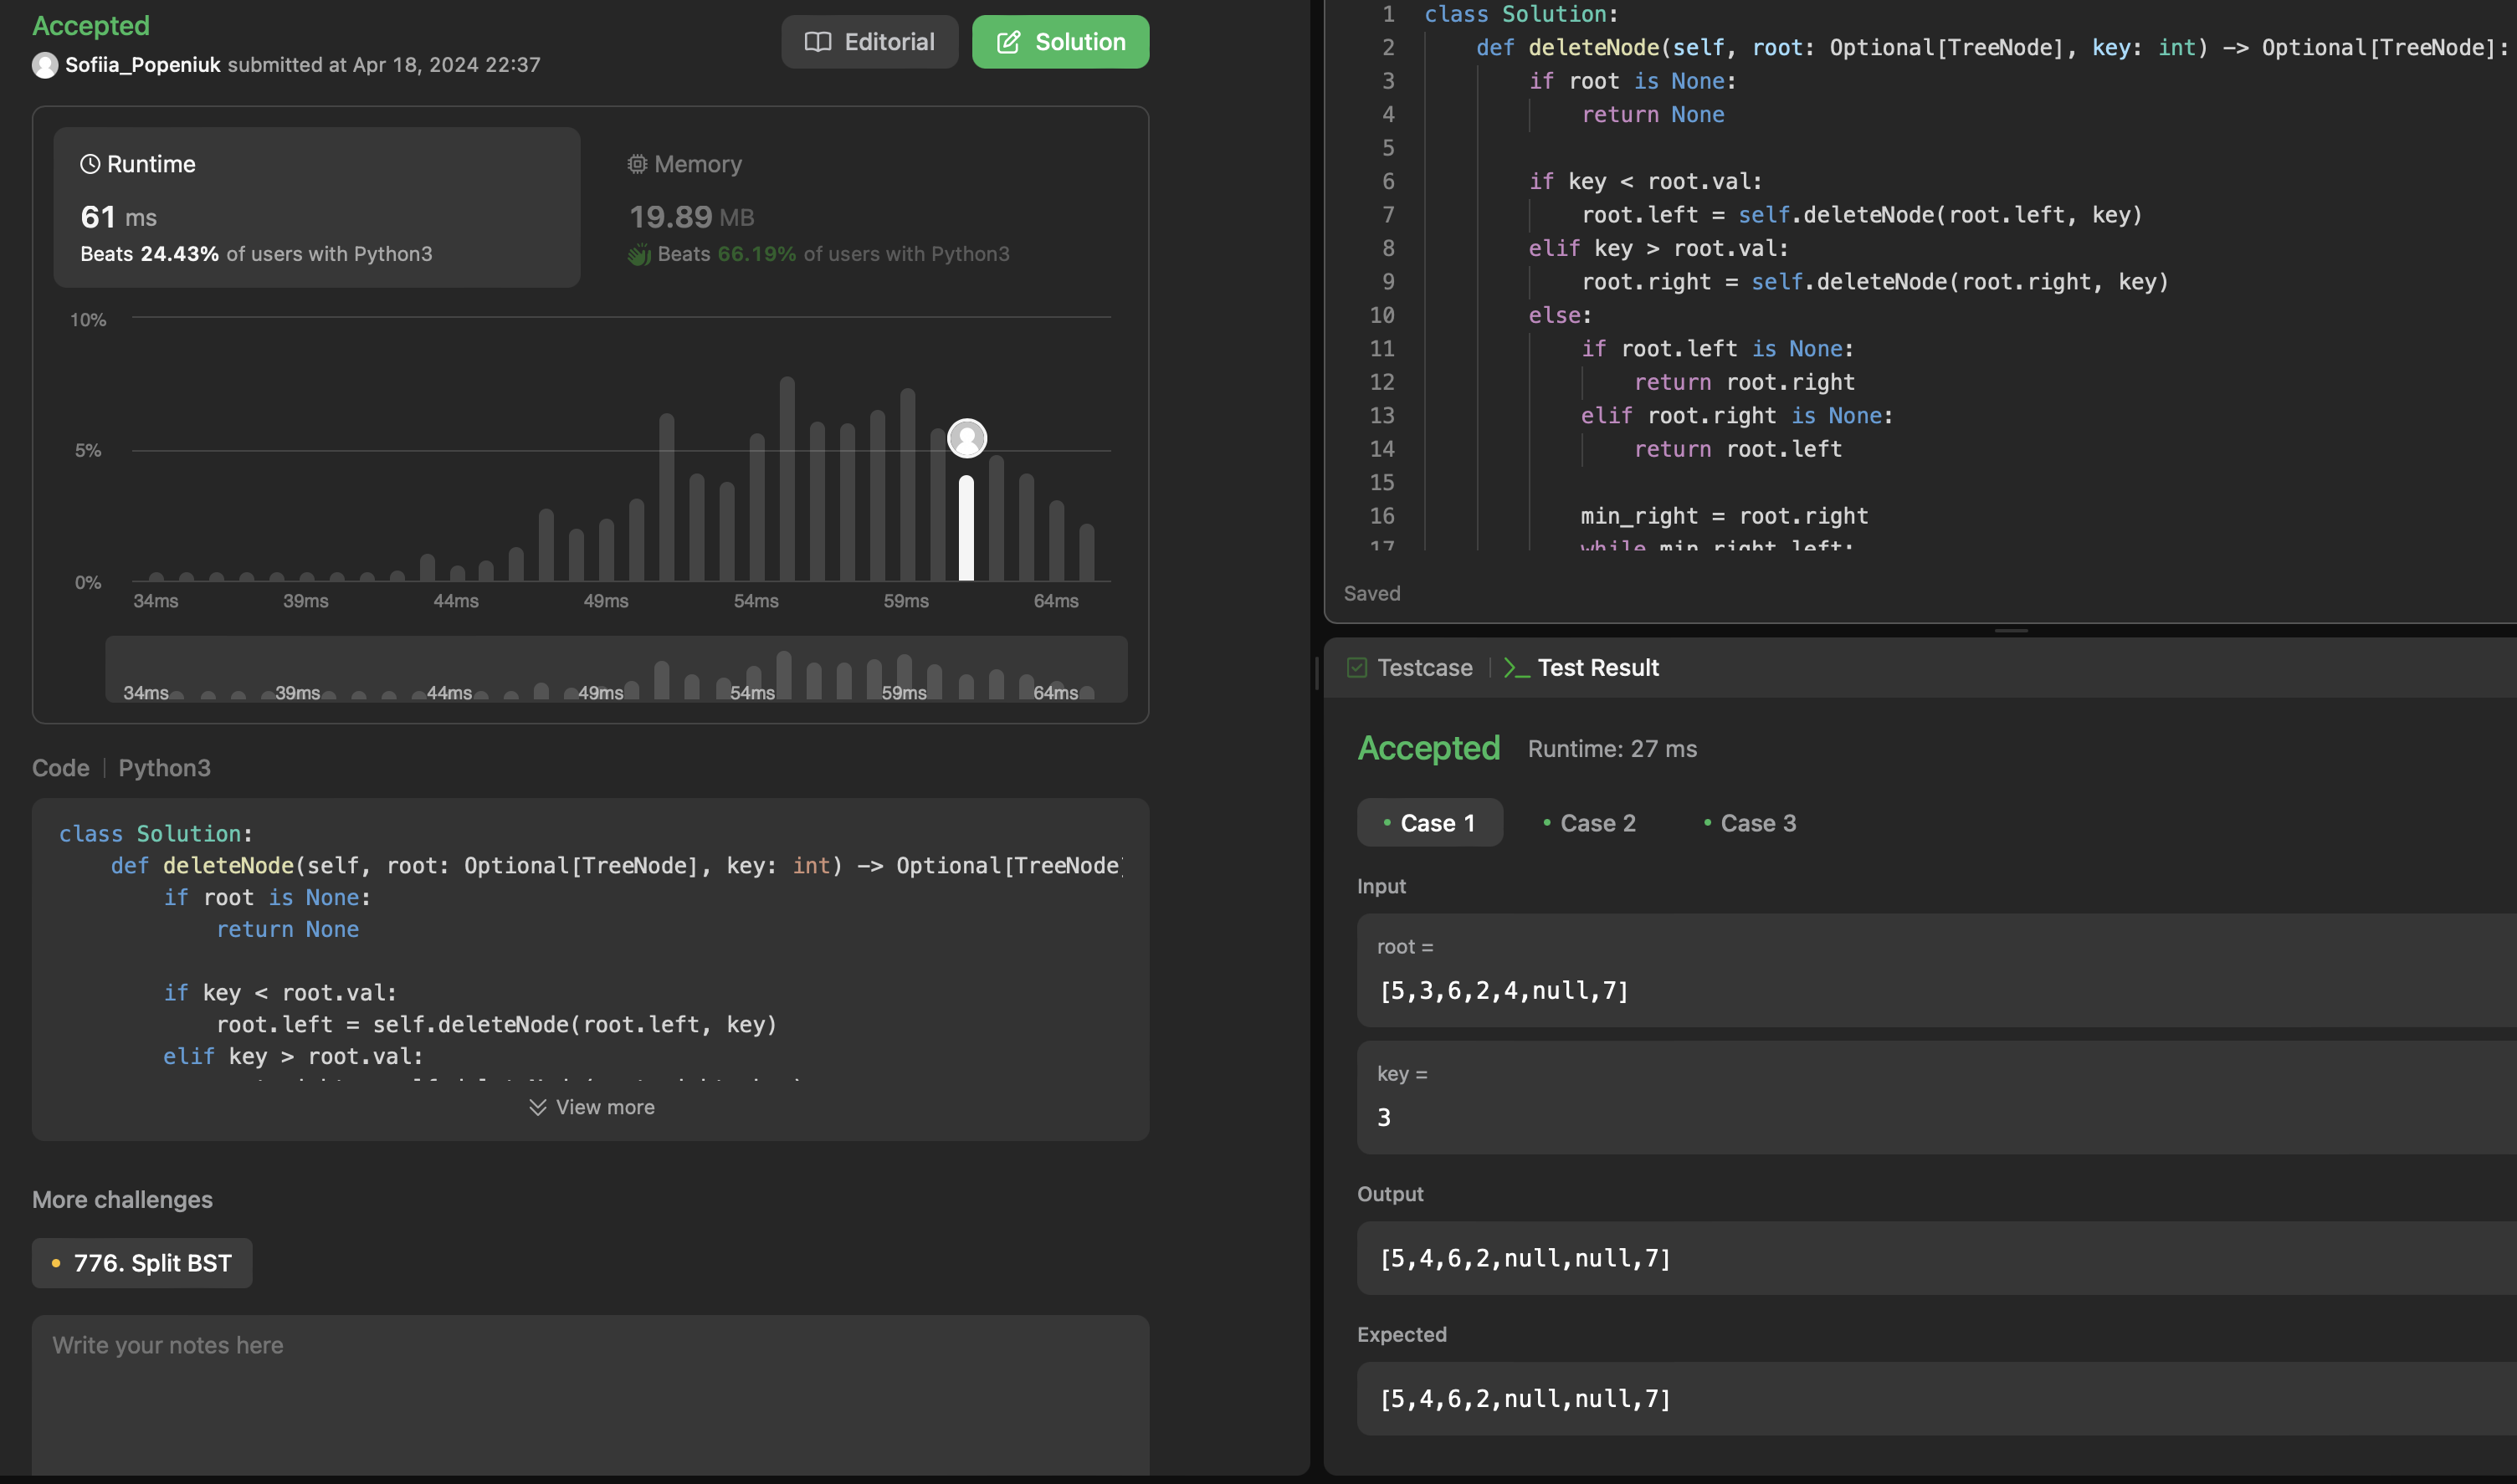 Accepted
Editorial
Solution
Sofiia_Popeniuk submitted at Apr 18, 2024 22:37
Runtime
61 ms
Beats 24.43% of users with Python3
Memory
19.89 MB
Beats 66.19% of users with Python3
10%
5%
0%
34ms 39ms 44ms 49ms 54ms 59ms 64ms
34ms 39ms 44ms 49ms 54ms 59ms 64ms
Code | Python3
class Solution:
    def deleteNode(self, root: Optional[TreeNode], key: int) -> Optional[TreeNode]
        if root is None:
            return None
        if key < root.val:
            root.left = self.deleteNode(root.left, key)
        elif key > root.val:
View more
More challenges
776. Split BST
Write your notes here
1 class Solution:
2     def deleteNode(self, root: Optional[TreeNode], key: int) -> Optional[TreeNode]:
3         if root is None:
4             return None
5
6         if key < root.val:
7             root.left = self.deleteNode(root.left, key)
8         elif key > root.val:
9             root.right = self.deleteNode(root.right, key)
10         else:
11             if root.left is None:
12                 return root.right
13             elif root.right is None:
14                 return root.left
15
16             min_right = root.right
17             while min_right.left:
Saved
Testcase | >_ Test Result
Accepted Runtime: 27 ms
Case 1 Case 2 Case 3
Input
root =
[5,3,6,2,4,null,7]
key =
3
Output
[5,4,6,2,null,null,7]
Expected
[5,4,6,2,null,null,7]